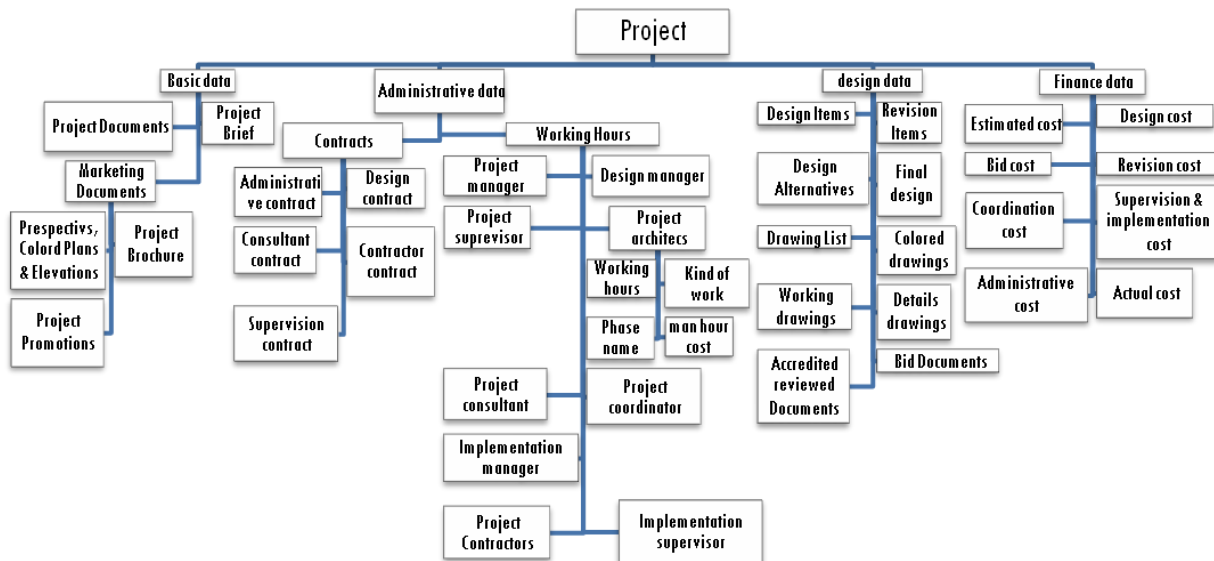 Project
Basic data
Administrative data
design data
Finance data
Project Documents
Project
Brief
Marketing
Documents
Prespectivs,
Colord Plans
& Elevations
Project
Brochure
Project
Promotions
Contracts
Working Hours
Administrati
ve contract
Design
contract
Consultant
contract
Contractor
contract
Supervision
contract
Project
manager
Design manager
Project
suprevisor
Project
architecs
Working
hours
Kind of
work
Phase
name
man hour
cost
Project
consultant
Project
coordinator
Implementation
manager
Project
Contractors
Implementation
supervisor
Design Items
Revision
Items
Design
Alternatives
Final
design
Drawing List
Colored
drawings
Working
drawings
Details
drawings
Accredited
reviewed
Documents
Bid Documents
Estimated cost
Design cost
Bid cost
Revision cost
Coordination
cost
Supervision &
implementation
cost
Administrative
cost
Actual cost